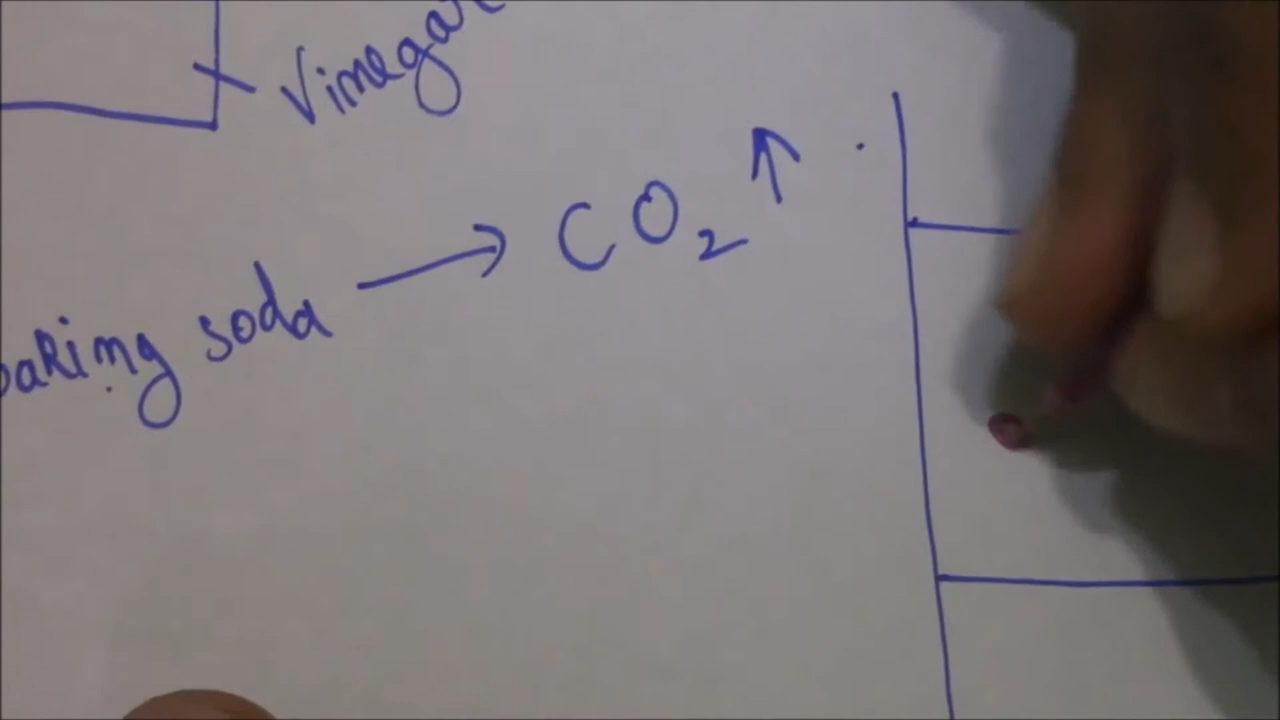 Vinegar
baking soda → CO₂ ↑